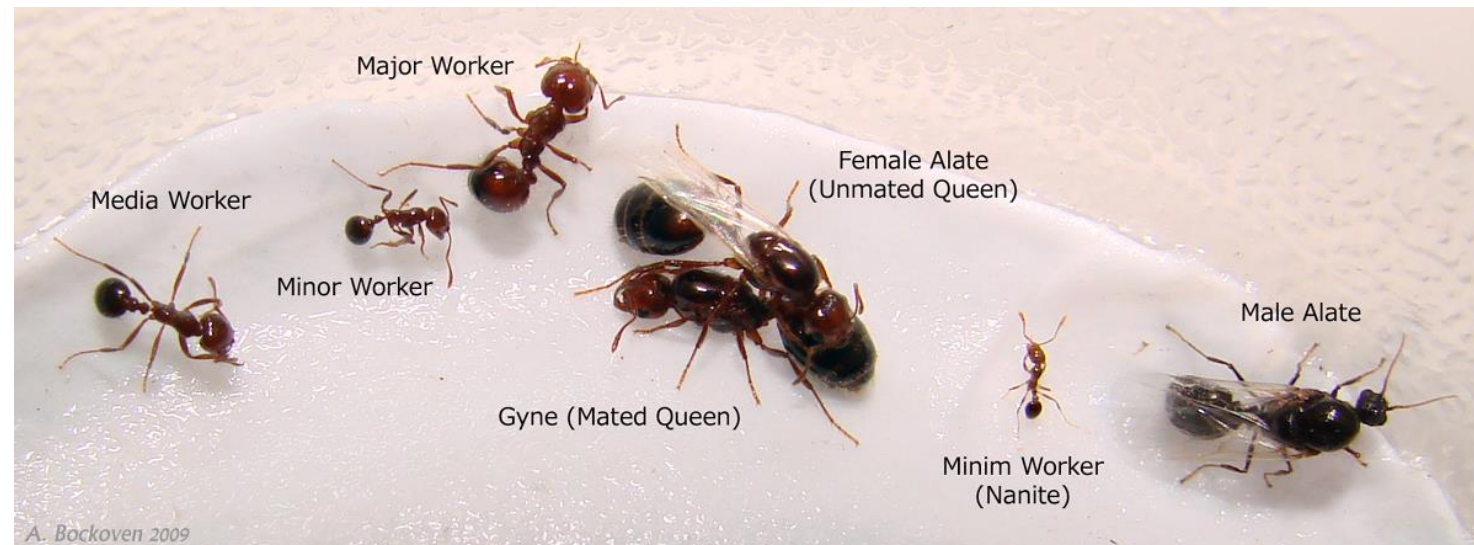 Major Worker
Female Alate
(Unmated Queen)
Media Worker
Minor Worker
Male Alate
Gyne (Mated Queen)
Minim Worker
(Nanite)
A. Bockoven 2009